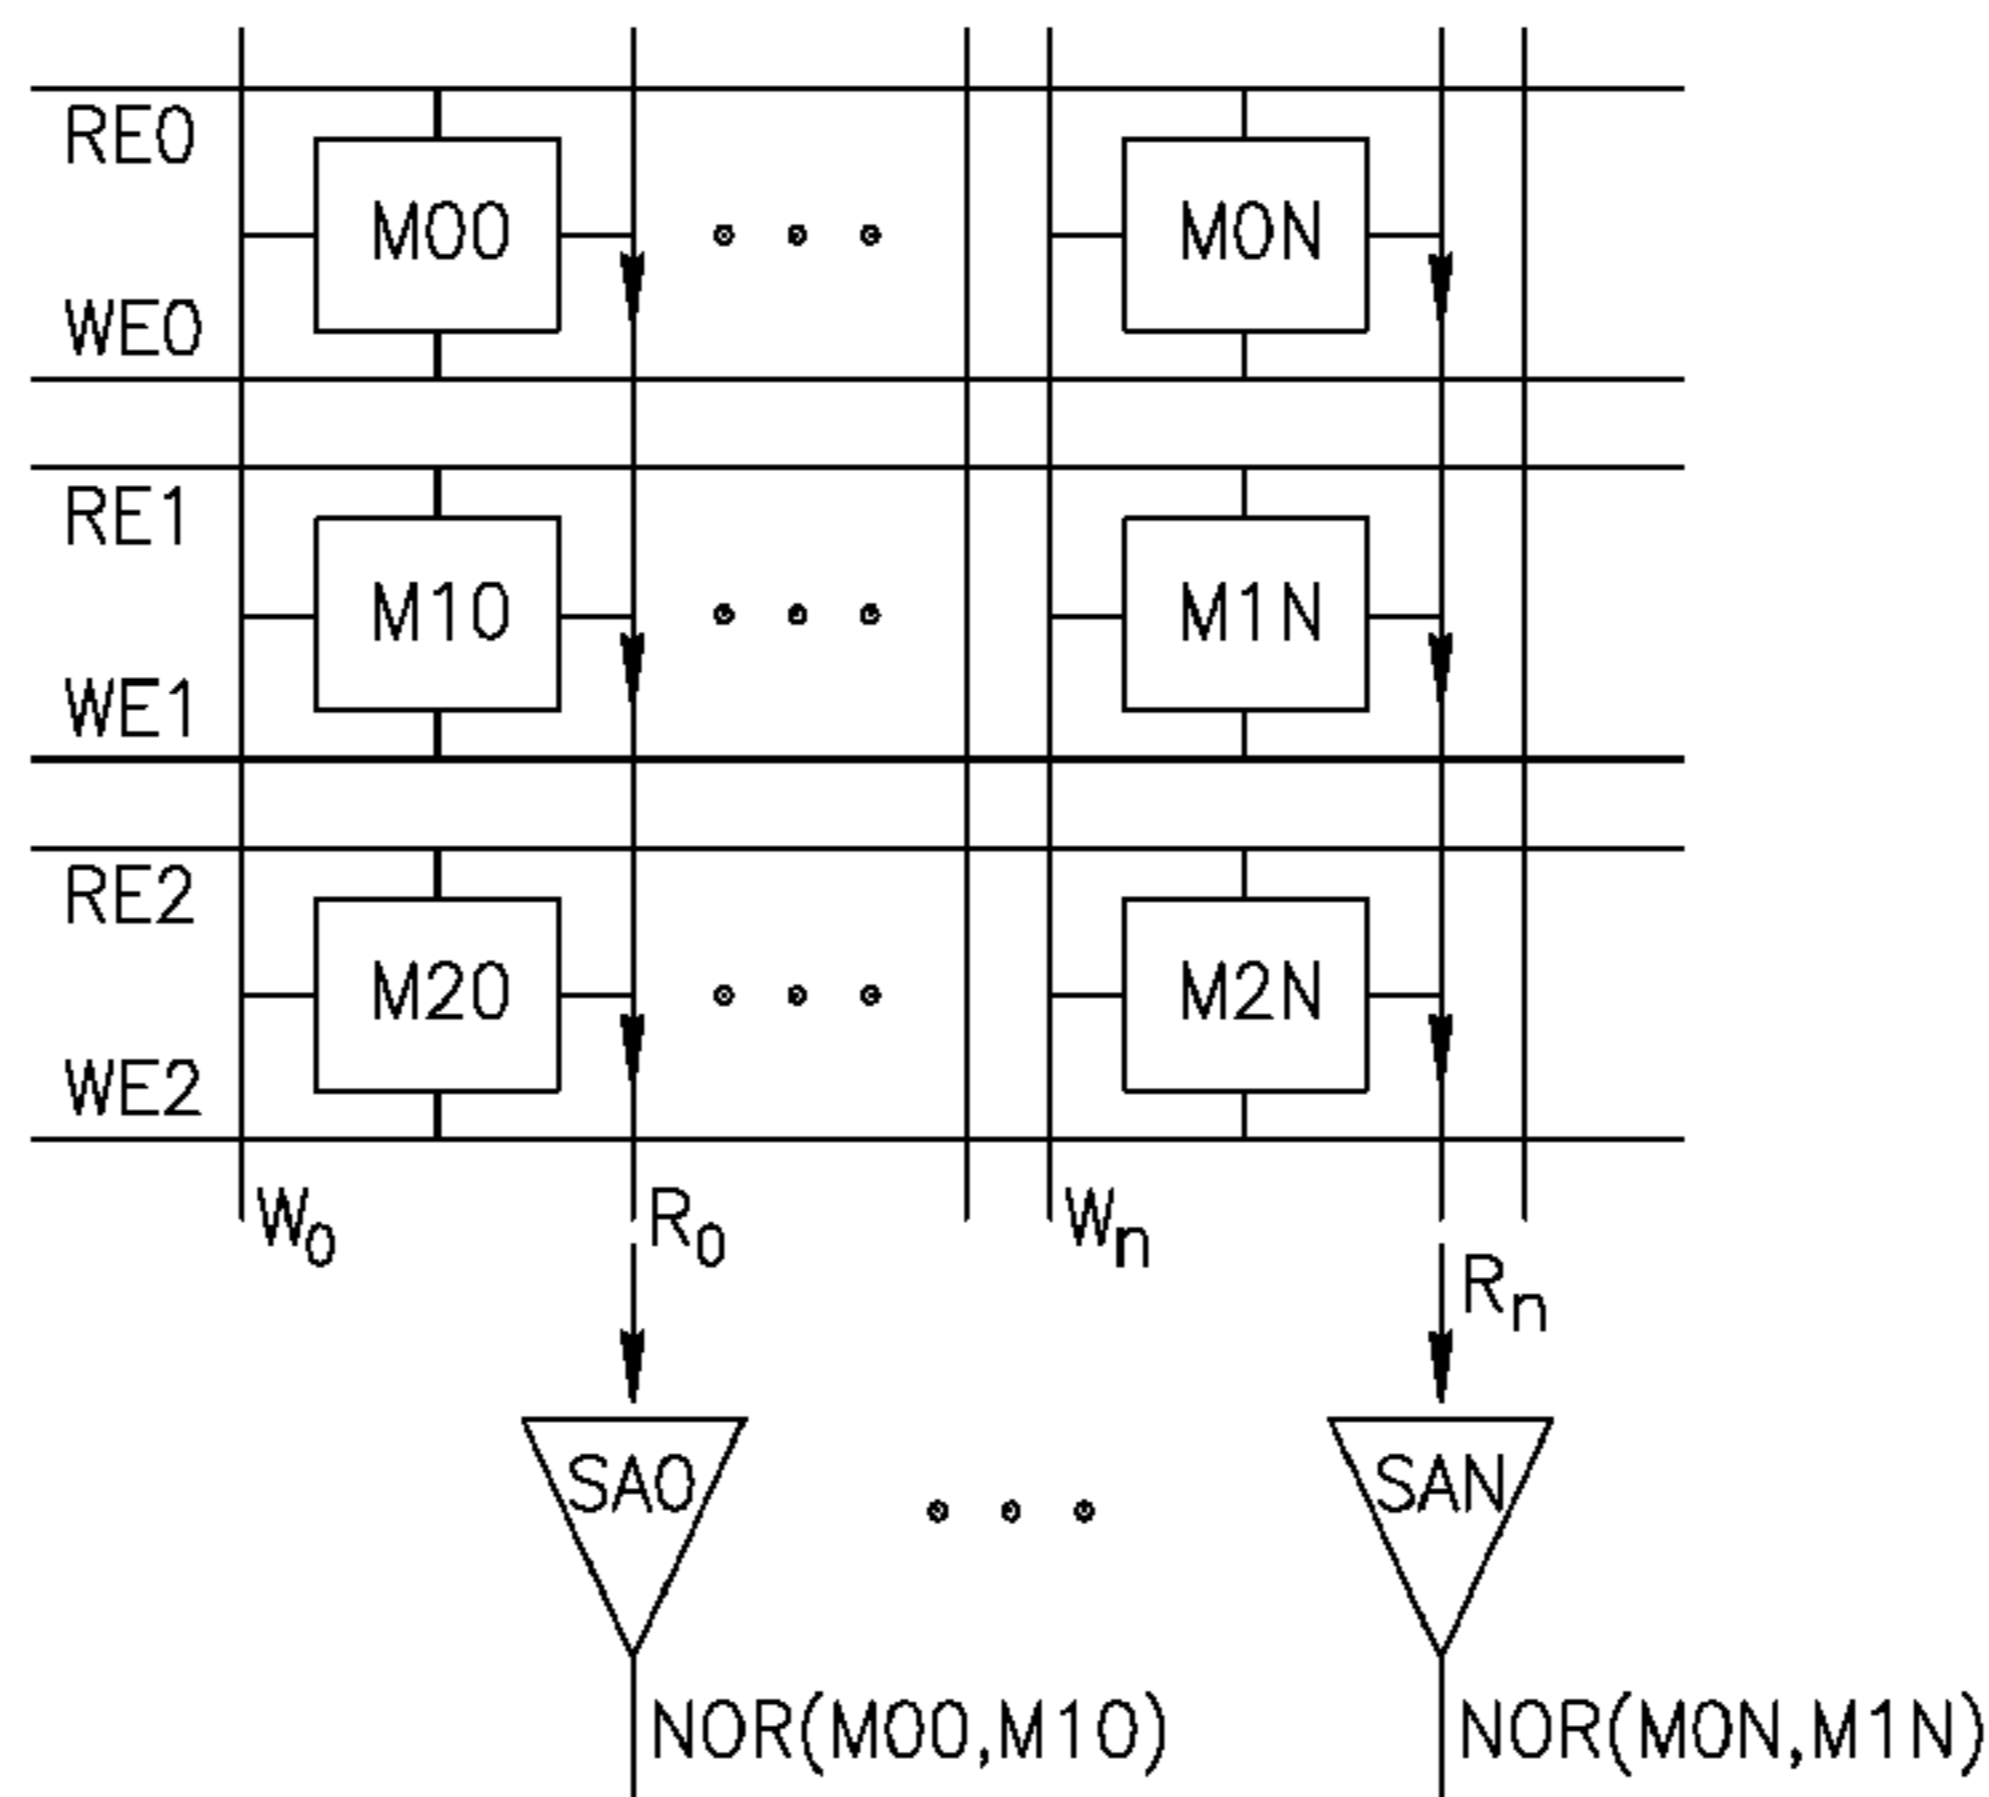 RE0
M00
M0N
WE0
RE1
M10
M1N
WE1
RE2
M20
M2N
WE2
W0
R0
Wn
Rn
SA0
SAN
NOR(M00,M10)
NOR(M0N,M1N)